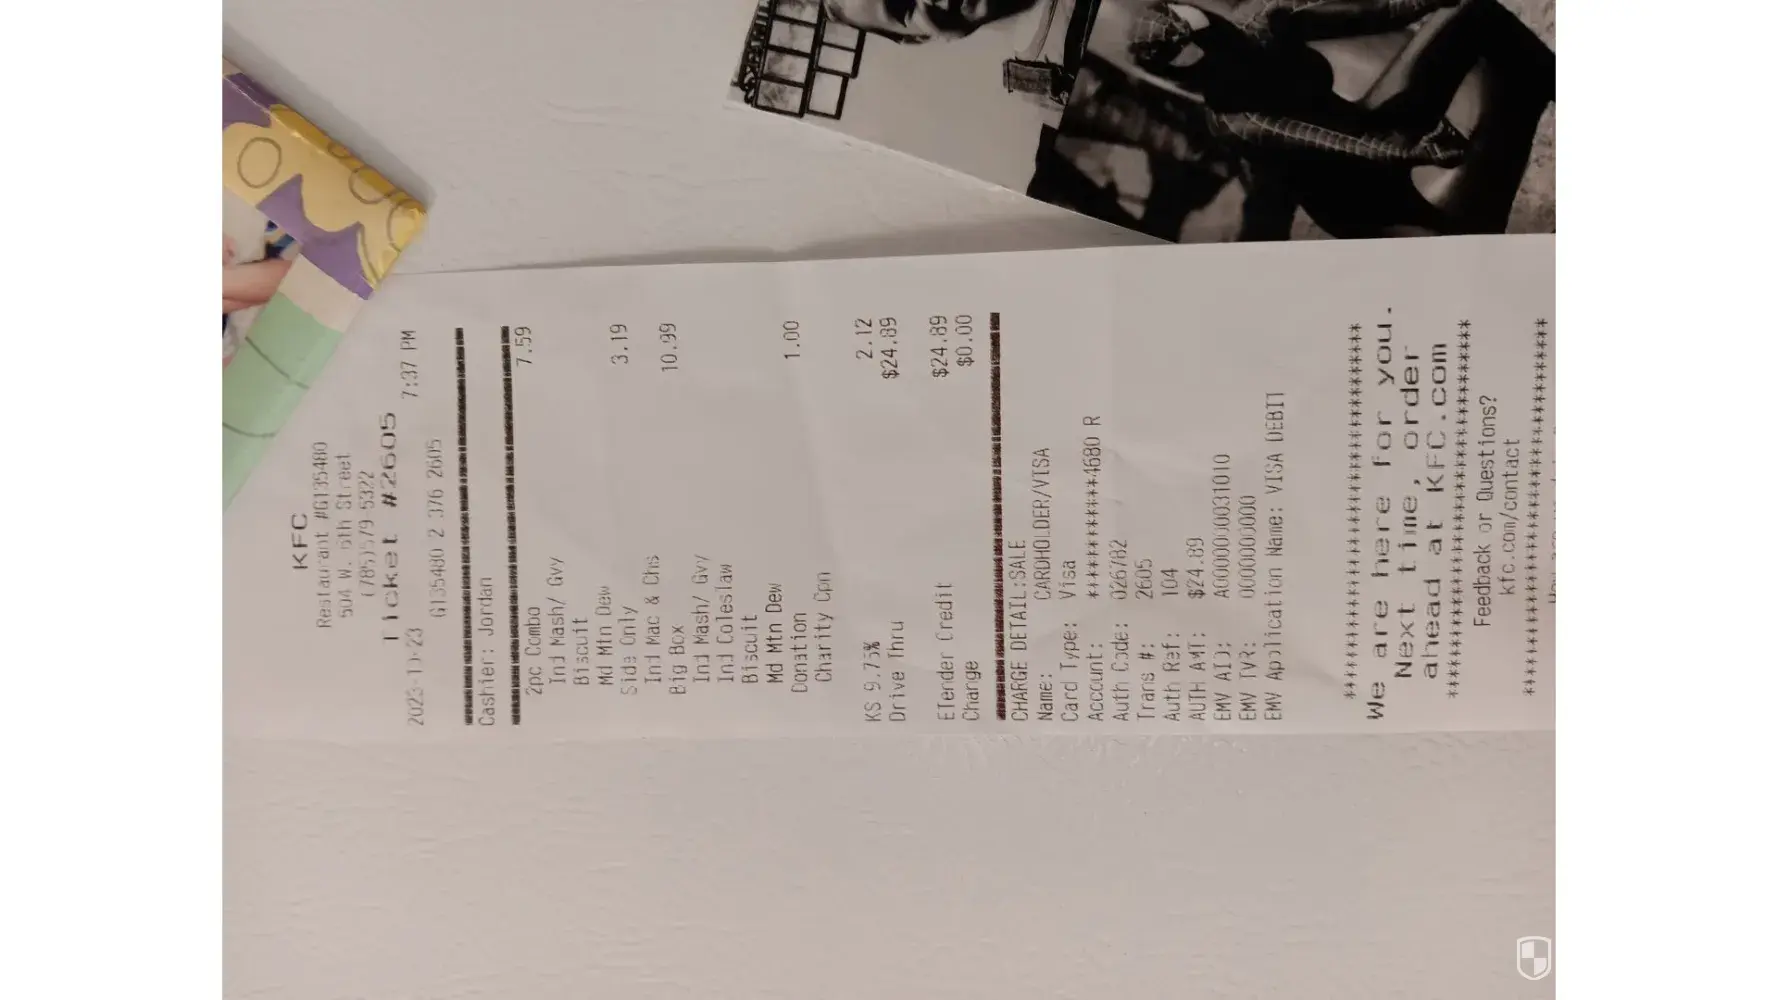 KFC
Restaurant #G135480
504 W. 6th Street
(785)579 5322
Ticket #2605
2023-10-23 7:37 PM
G135480 2 376 2605
Cashier: Jordan
2pc Combo 7.59
Ind Mash/ Gvy
Biscuit
Md Mtn Dew
Side Only 3.19
Ind Mac & Chs
Big Box 10.99
Ind Mash/ Gvy
Ind Coleslaw
Biscuit
Md Mtn Dew
Donation 1.00
Charity Cpn
KS 9.75% 2.12
Drive Thru $24.89
ETender Credit $24.89
Change $0.00
CHARGE DETAIL:SALE
Name: CARDHOLDER/VISA
Card Type: Visa
Account: ************4680 R
Auth Code: 026782
Trans #: 2605
Auth Ref: 104
AUTH AMT: $24.89
EMV AID: A0000000031010
EMV TVR: 0000000000
EMV Application Name: VISA DEBIT
****************************************
We are here for you.
Next time, order
ahead at KFC.com
****************************************
Feedback or Questions?
kfc.com/contact
****************************************